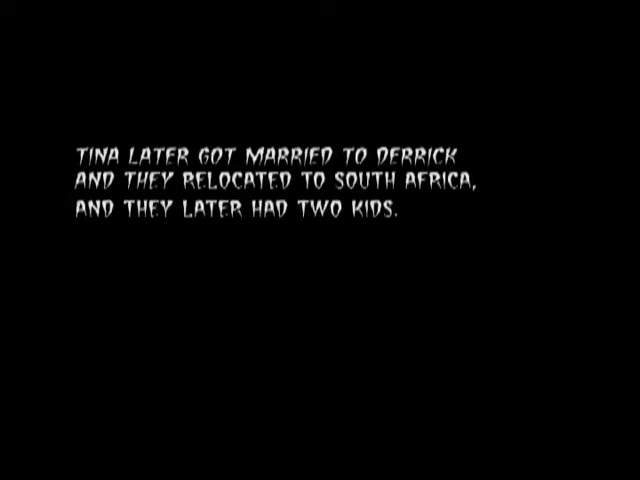 TINA LATER GOT MARRIED TO DERRICK
AND THEY RELOCATED TO SOUTH AFRICA,
AND THEY LATER HAD TWO KIDS.